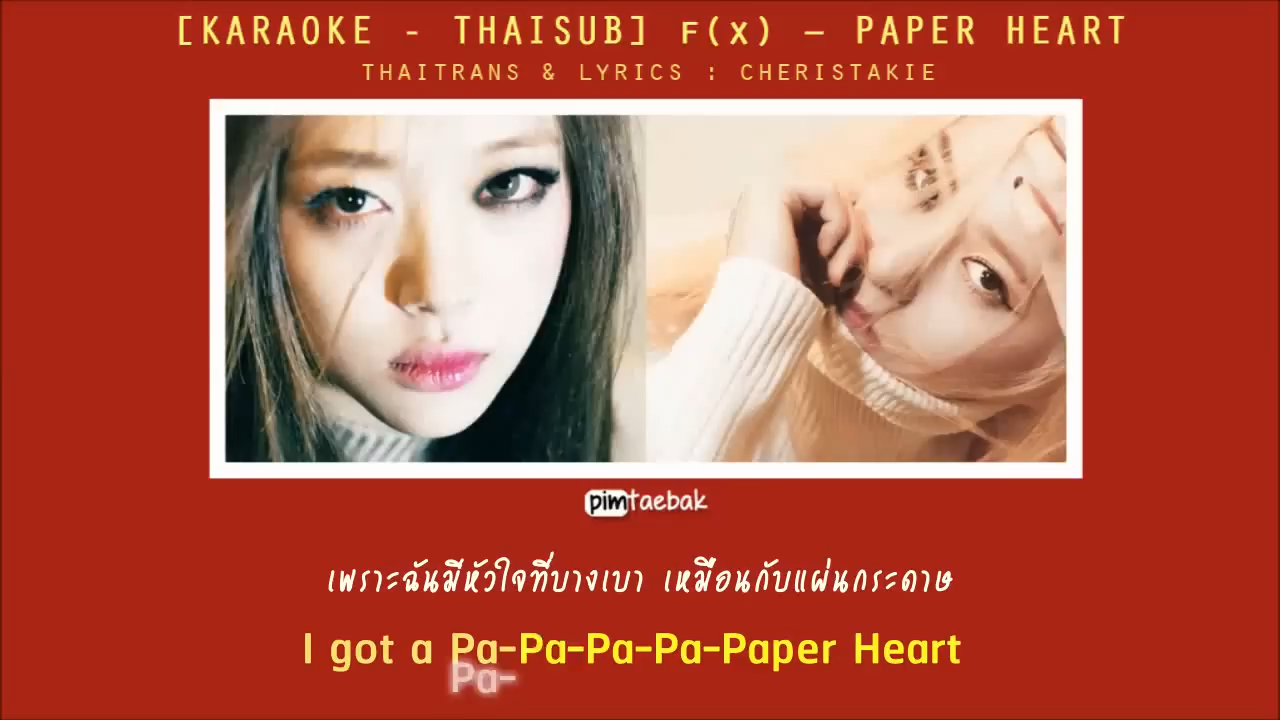 [KARAOKE - THAISUB] F(X) – PAPER HEART
THAITRANS & LYRICS : CHERISTAKIE
pimtaebak
เพราะฉันมีหัวใจที่บางเบา เหมือนกับแผ่นกระดาษ
I got a Pa-Pa-Pa-Pa-Paper Heart
Pa-